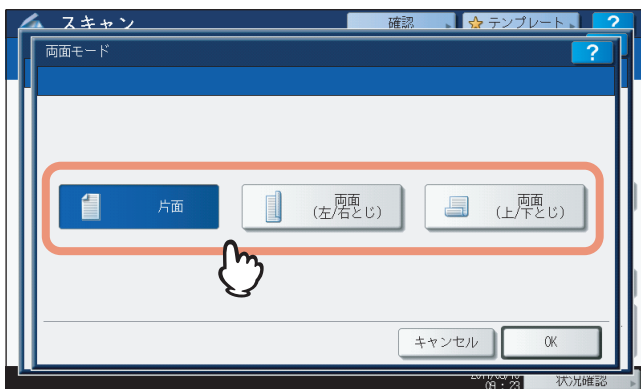 スキャン
確認
テンプレート
?
両面モード
?
片面
両面
(左/右とじ)
両面
(上/下とじ)
キャンセル
OK
09 : 23
状況確認